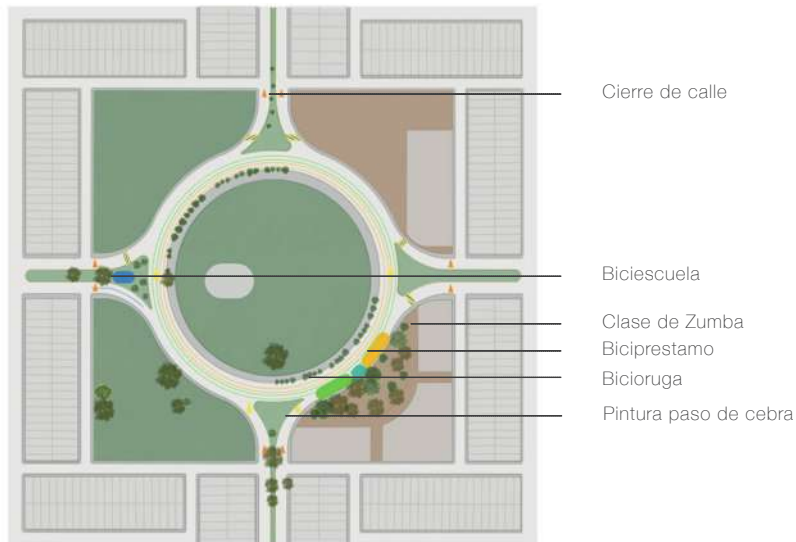 Cierre de calle
Biciescuela
Clase de Zumba
Biciprestamo
Bicioruga
Pintura paso de cebra